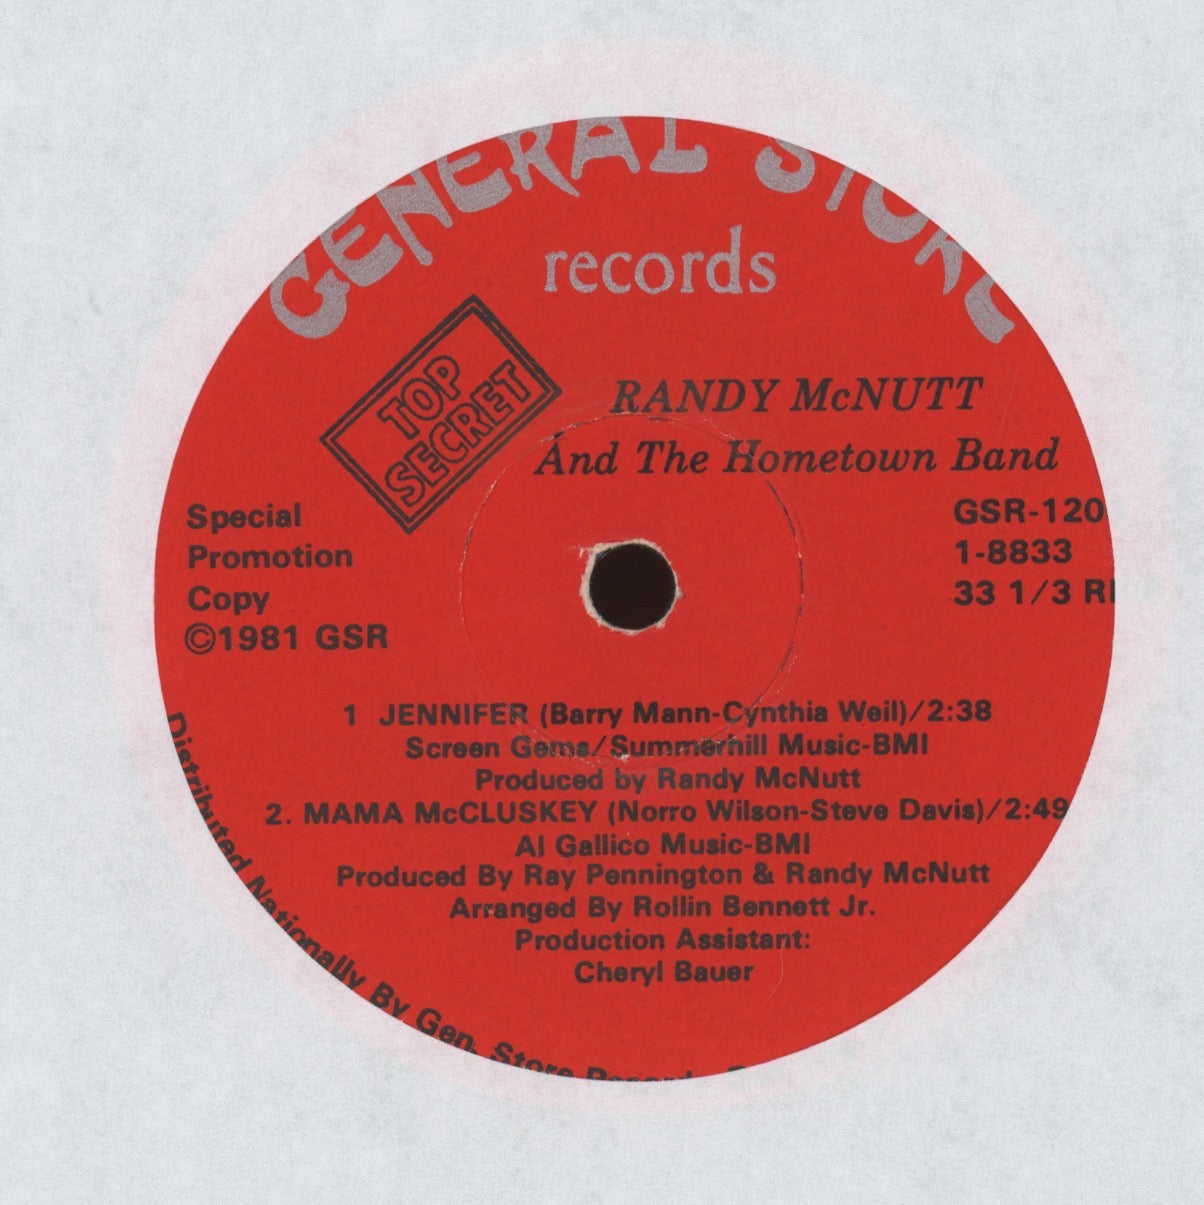 GENERAL STORE
records
TOP
SECRET
RANDY McNUTT
And The Hometown Band
Special
Promotion
Copy
©1981 GSR
GSR-120
1-8833
33 1/3 R
1 JENNIFER (Barry Mann-Cynthia Weil)/2:38
Screen Gems/Summerhill Music-BMI
Produced by Randy McNutt
2. MAMA McCLUSKEY (Norro Wilson-Steve Davis)/2:49
Al Gallico Music-BMI
Produced By Ray Pennington & Randy McNutt
Arranged By Rollin Bennett Jr.
Production Assistant:
Cheryl Bauer
Distributed Nationally By Gen. Store